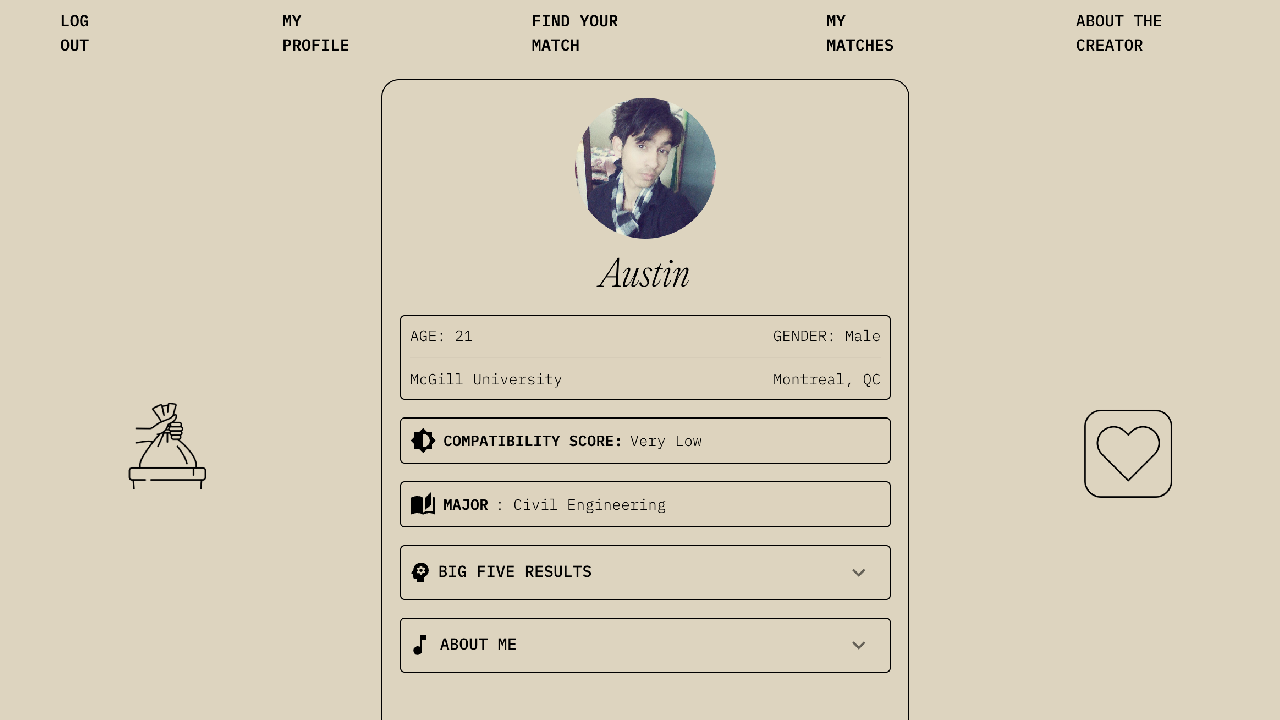 LOG OUT
MY PROFILE
FIND YOUR MATCH
MY MATCHES
ABOUT THE CREATOR
Austin
AGE: 21 GENDER: Male
McGill University Montreal, QC
COMPATIBILITY SCORE: Very Low
MAJOR : Civil Engineering
BIG FIVE RESULTS
ABOUT ME